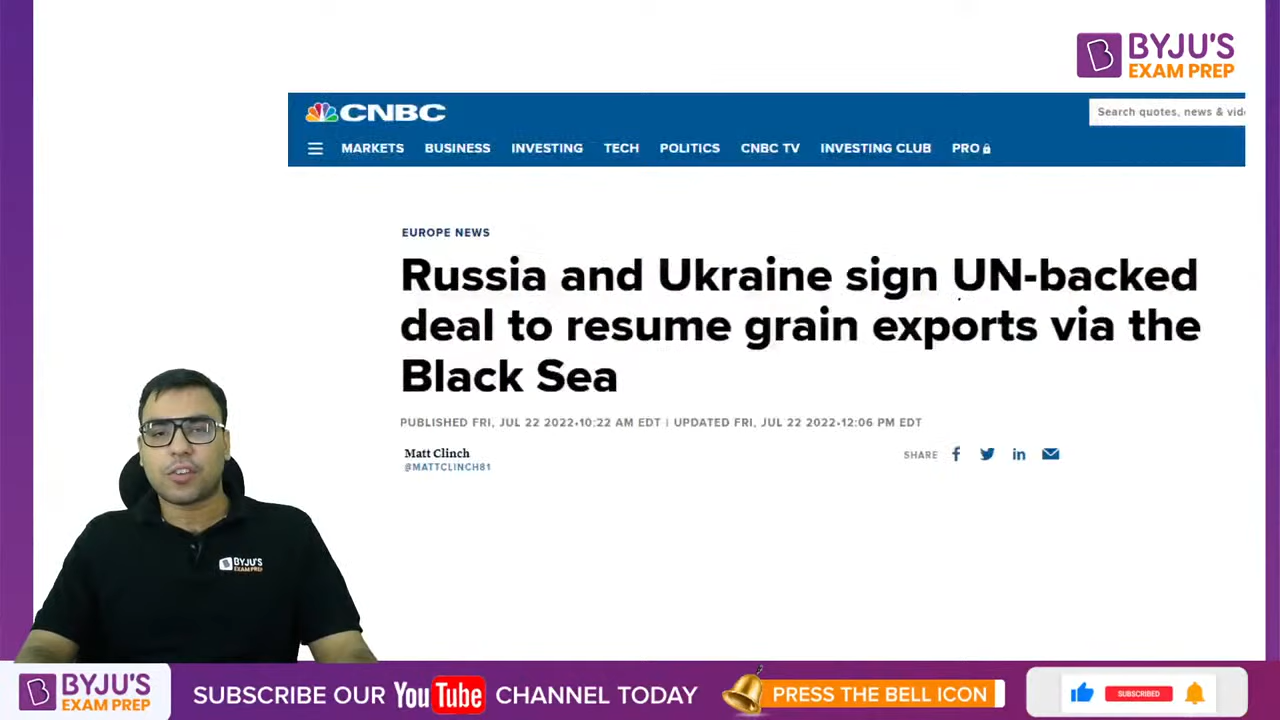 BYJU'S
EXAM PREP
CNBC
Search quotes, news & vid
MARKETS BUSINESS INVESTING TECH POLITICS CNBC TV INVESTING CLUB PRO
EUROPE NEWS
Russia and Ukraine sign UN-backed
deal to resume grain exports via the
Black Sea
PUBLISHED FRI, JUL 22 2022•10:22 AM EDT | UPDATED FRI, JUL 22 2022•12:06 PM EDT
Matt Clinch
@MATTCLINCH81
SHARE
BYJU'S
EXAM PREP
BYJU'S
EXAM PREP
SUBSCRIBE OUR YouTube CHANNEL TODAY
PRESS THE BELL ICON
SUBSCRIBED